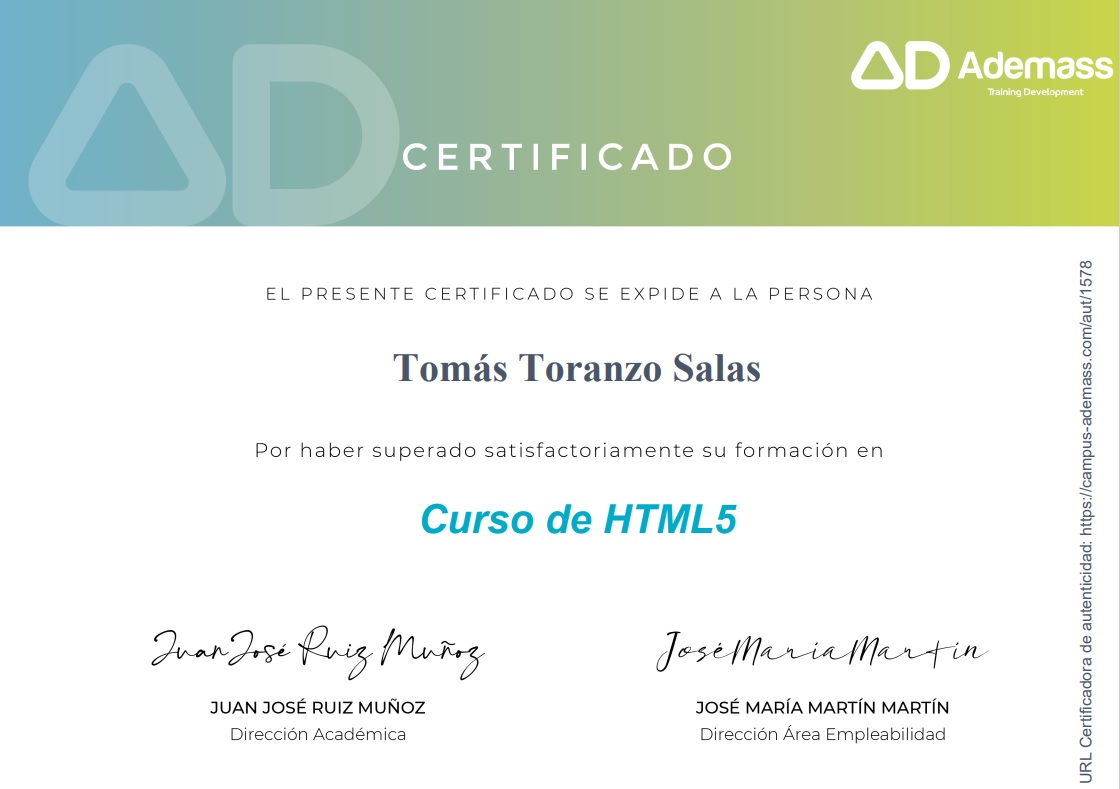 Ademass
Training Development
CERTIFICADO
EL PRESENTE CERTIFICADO SE EXPIDE A LA PERSONA
Tomás Toranzo Salas
Por haber superado satisfactoriamente su formación en
Curso de HTML5
Juan José Ruiz Muñoz
José María Martín
JUAN JOSÉ RUIZ MUÑOZ
JOSÉ MARÍA MARTÍN MARTÍN
Dirección Académica
Dirección Área Empleabilidad
URL Certificadora de autenticidad: https://campus-ademass.com/aut/1578